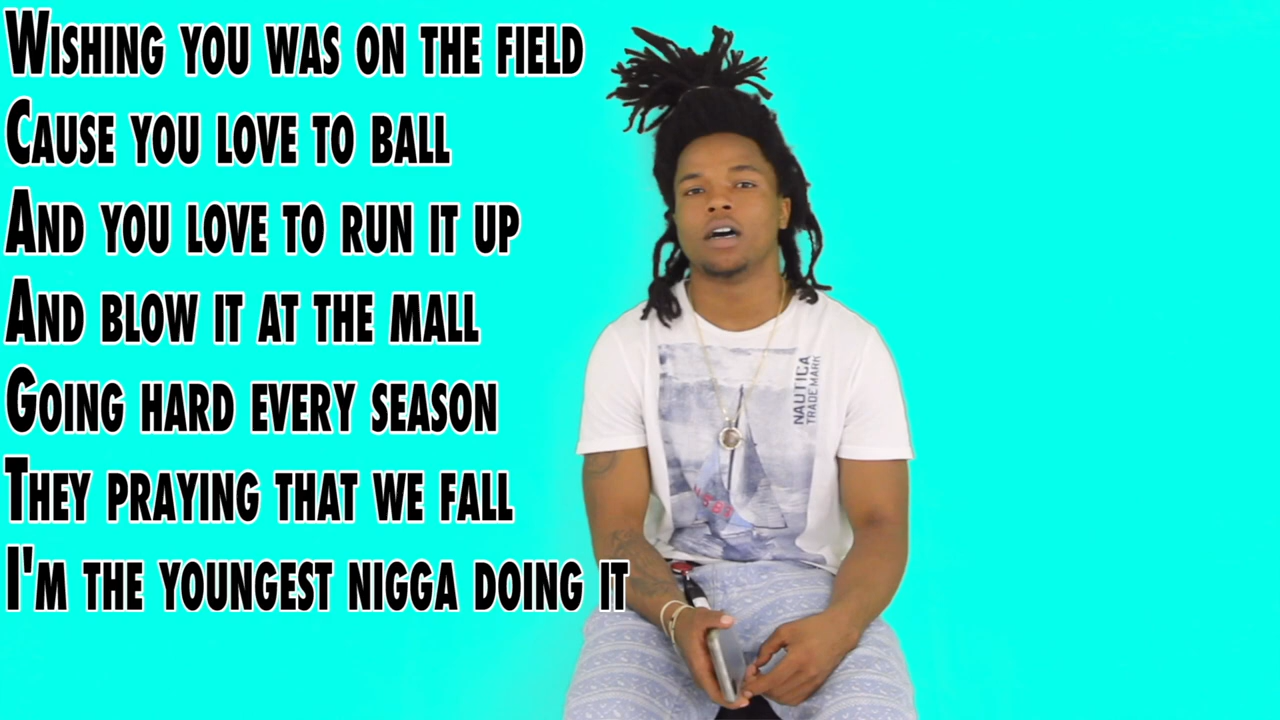 Wishing you was on the field
Cause you love to ball
And you love to run it up
And blow it at the mall
Going hard every season
They praying that we fall
I'm the youngest nigga doing it
NAUTICA
TRADEMARK